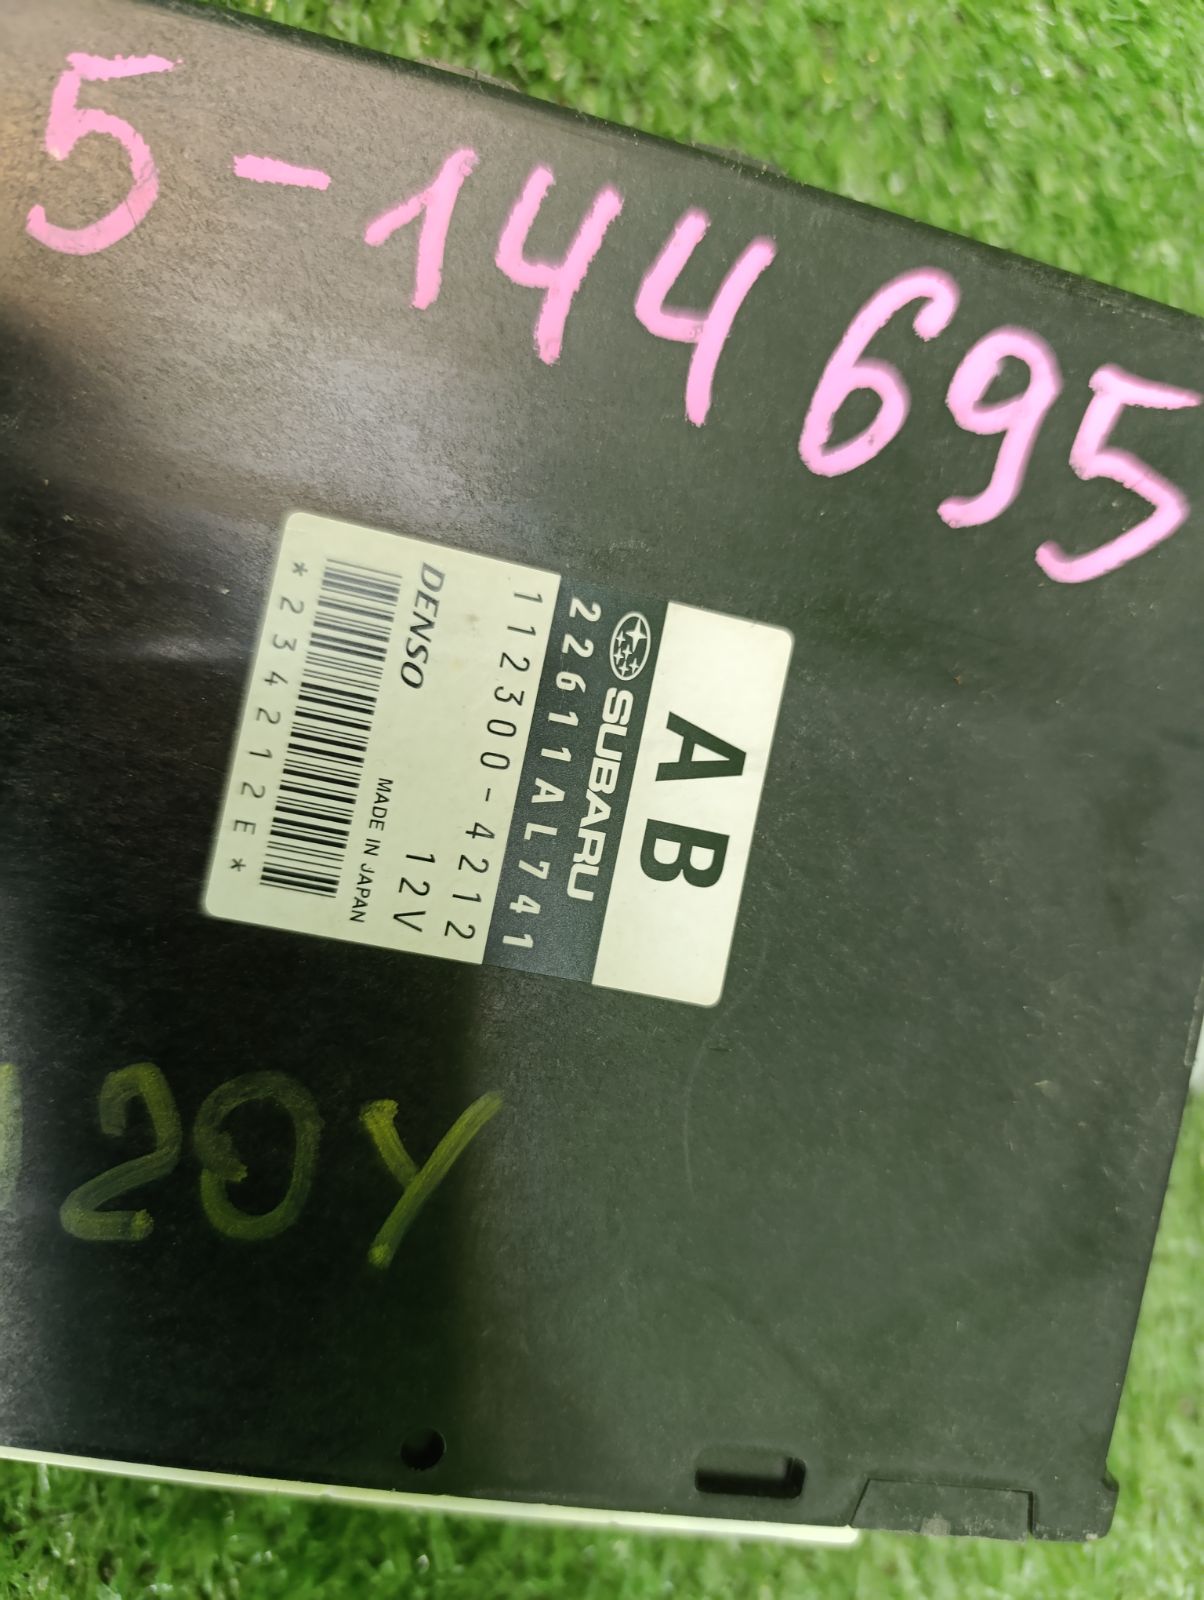 5-144695
AB
SUBARU
22611AL741
112300-4212
DENSO
12V
MADE IN JAPAN
*234212E*
20Y